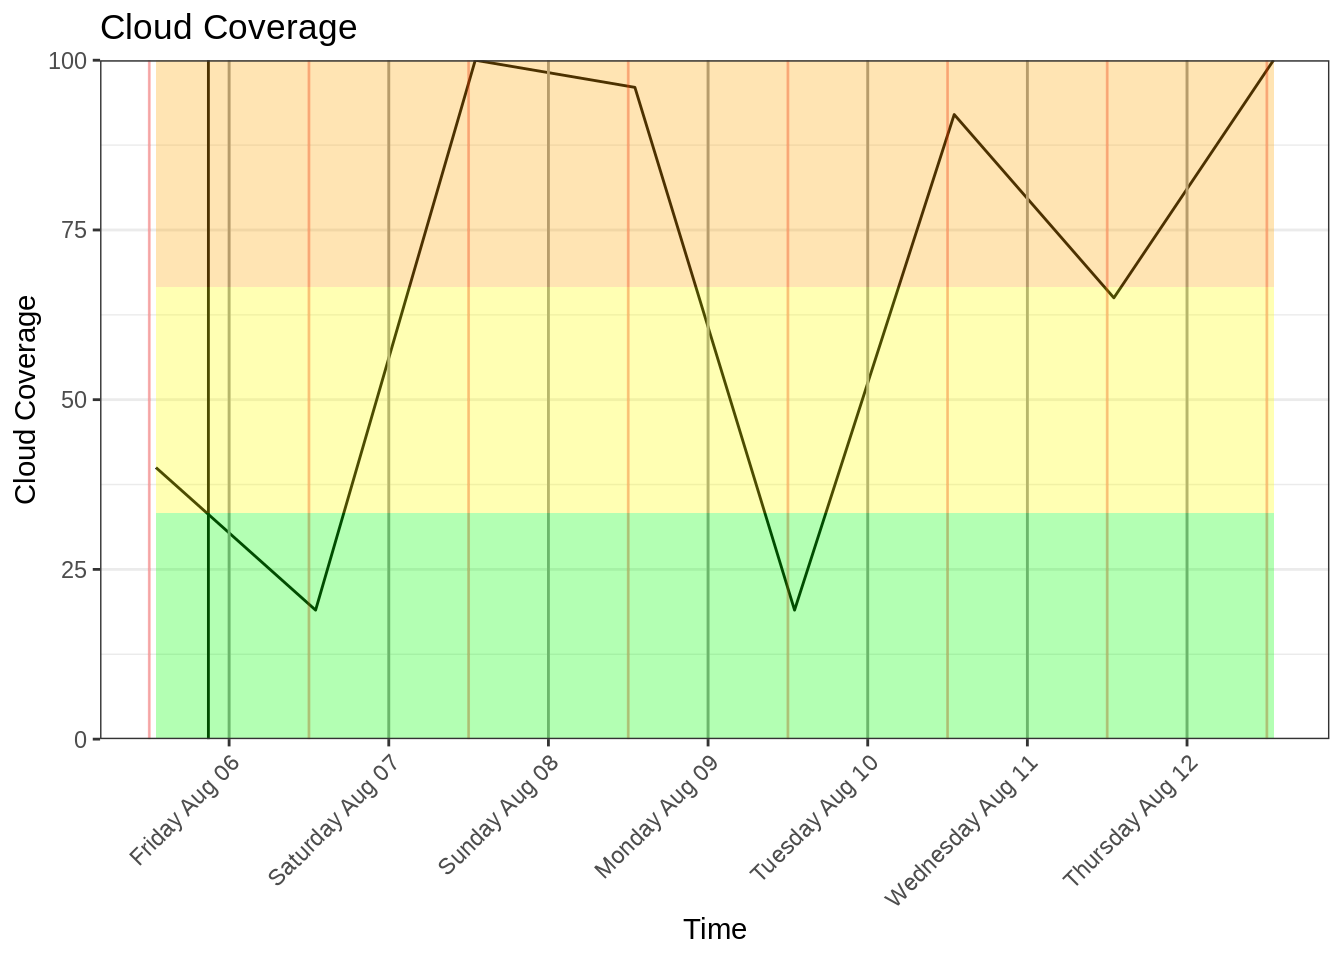 Cloud Coverage
100
75
50
25
0
Cloud Coverage
Friday Aug 06
Saturday Aug 07
Sunday Aug 08
Monday Aug 09
Tuesday Aug 10
Wednesday Aug 11
Thursday Aug 12
Time